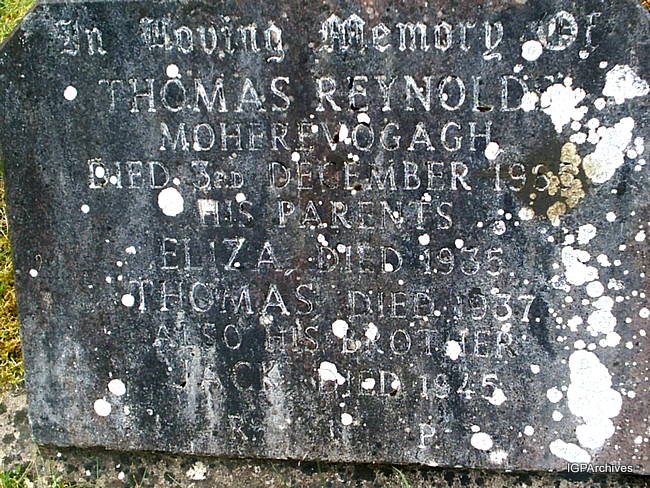 In Loving Memory Of
THOMAS REYNOLDS
MOHEREVOGAGH
DIED 3RD DECEMBER
HIS PARENTS
ELIZA, DIED 1935
THOMAS DIED 1937.
ALSO HIS BROTHER
JACK DIED 1945
R I P
IGPArchives